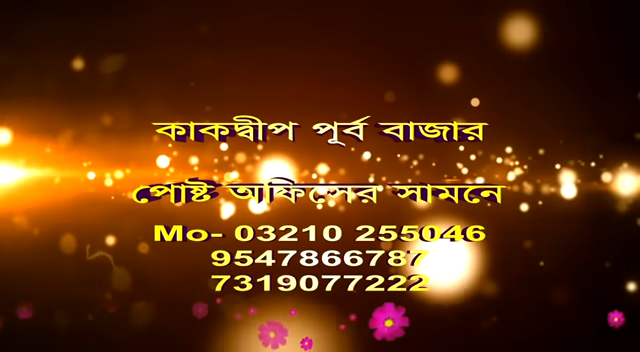 কাকদ্বীপ পূর্ব বাজার
পোষ্ট অফিসের সামনে
Mo- 03210 255046
9547866787
7319077222